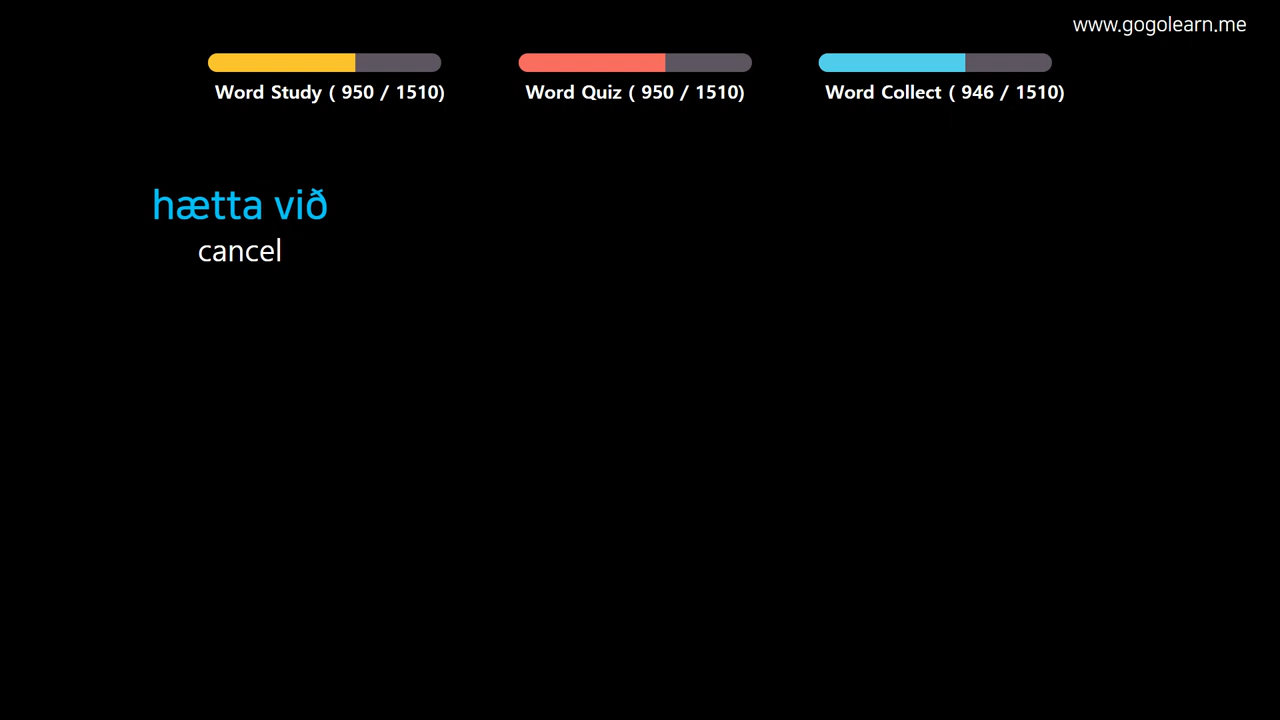 www.gogolearn.me
Word Study ( 950 / 1510)
Word Quiz ( 950 / 1510)
Word Collect ( 946 / 1510)
hætta við
cancel